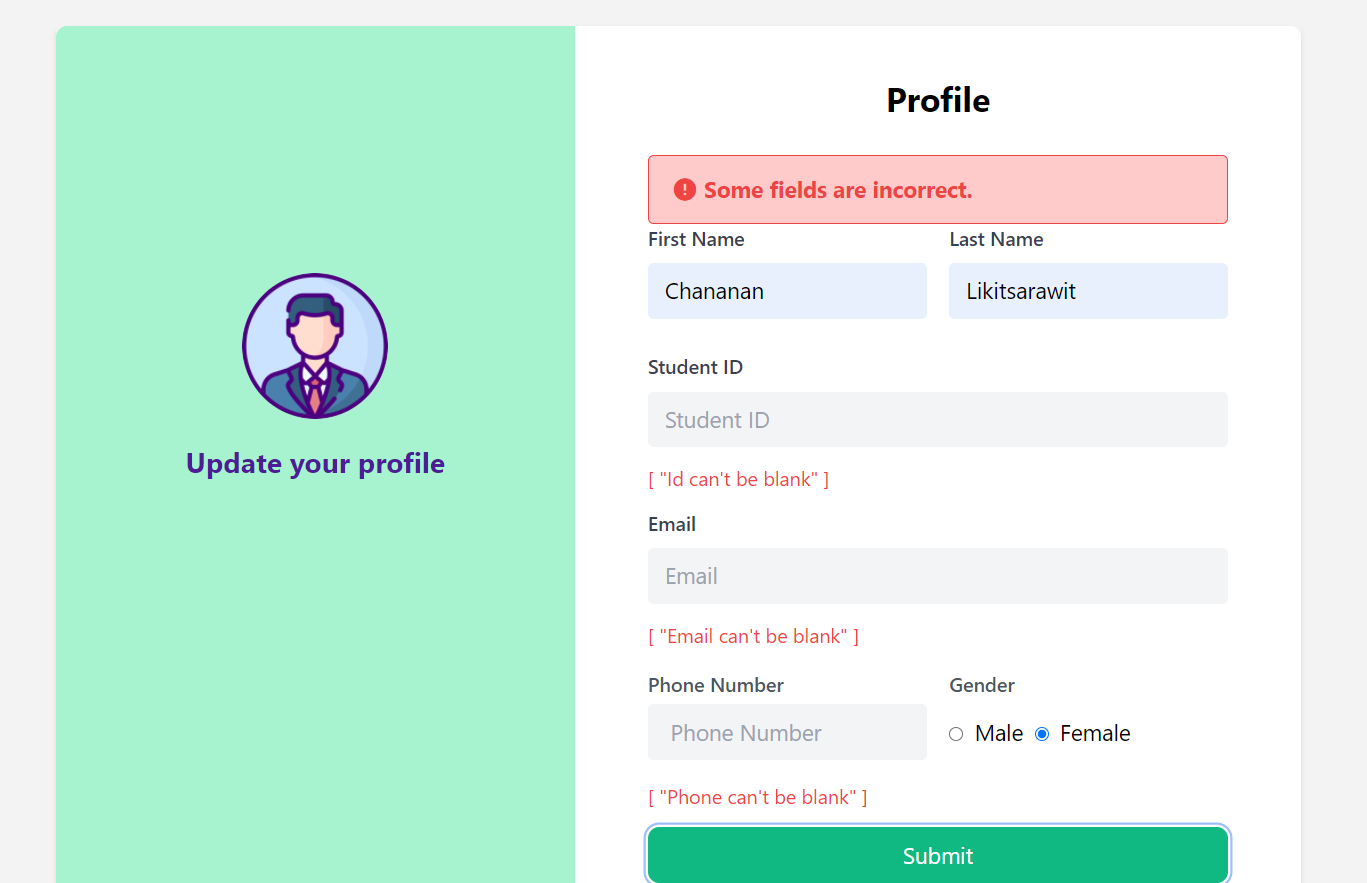 Update your profile
Profile
Some fields are incorrect.
First Name Last Name
Chananan Likitsarawit
Student ID
Student ID
[ "Id can't be blank" ]
Email
Email
[ "Email can't be blank" ]
Phone Number Gender
Phone Number Male Female
[ "Phone can't be blank" ]
Submit